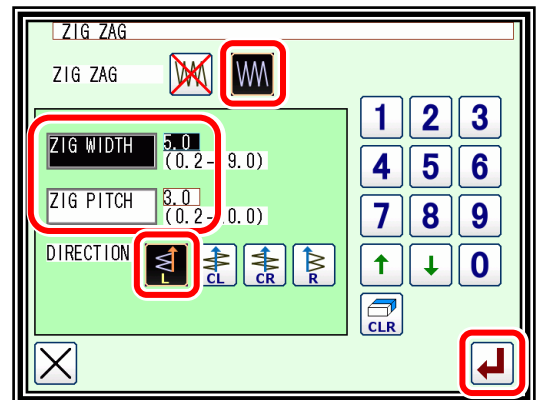 ZIG ZAG
ZIG ZAG
1 2 3
ZIG WIDTH 5.0
(0.2- 9.0)
4 5 6
ZIG PITCH 3.0
(0.2- 0.0)
7 8 9
DIRECTION L CL CR R
0
CLR